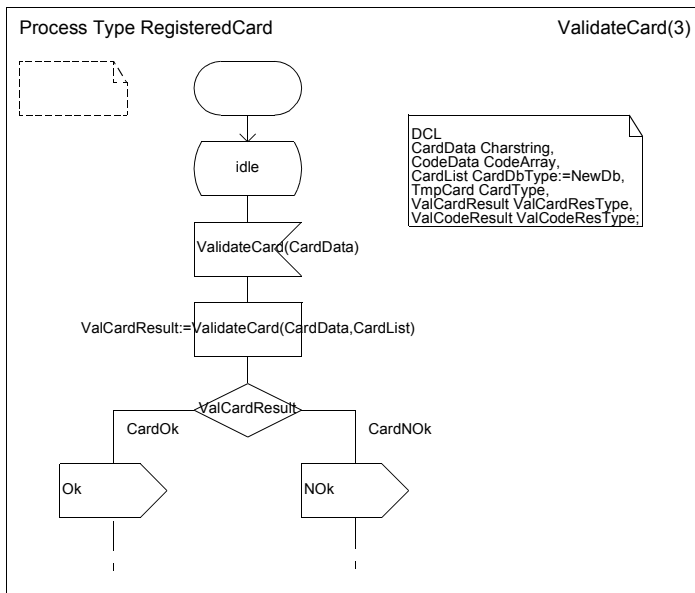 Process Type RegisteredCard
ValidateCard(3)
idle
DCL
CardData Charstring,
CodeData CodeArray,
CardList CardDbType:=NewDb,
TmpCard CardType,
ValCardResult ValCardResType,
ValCodeResult ValCodeResType;
ValidateCard(CardData)
ValCardResult:=ValidateCard(CardData,CardList)
ValCardResult
CardOk
CardNOk
Ok
NOk